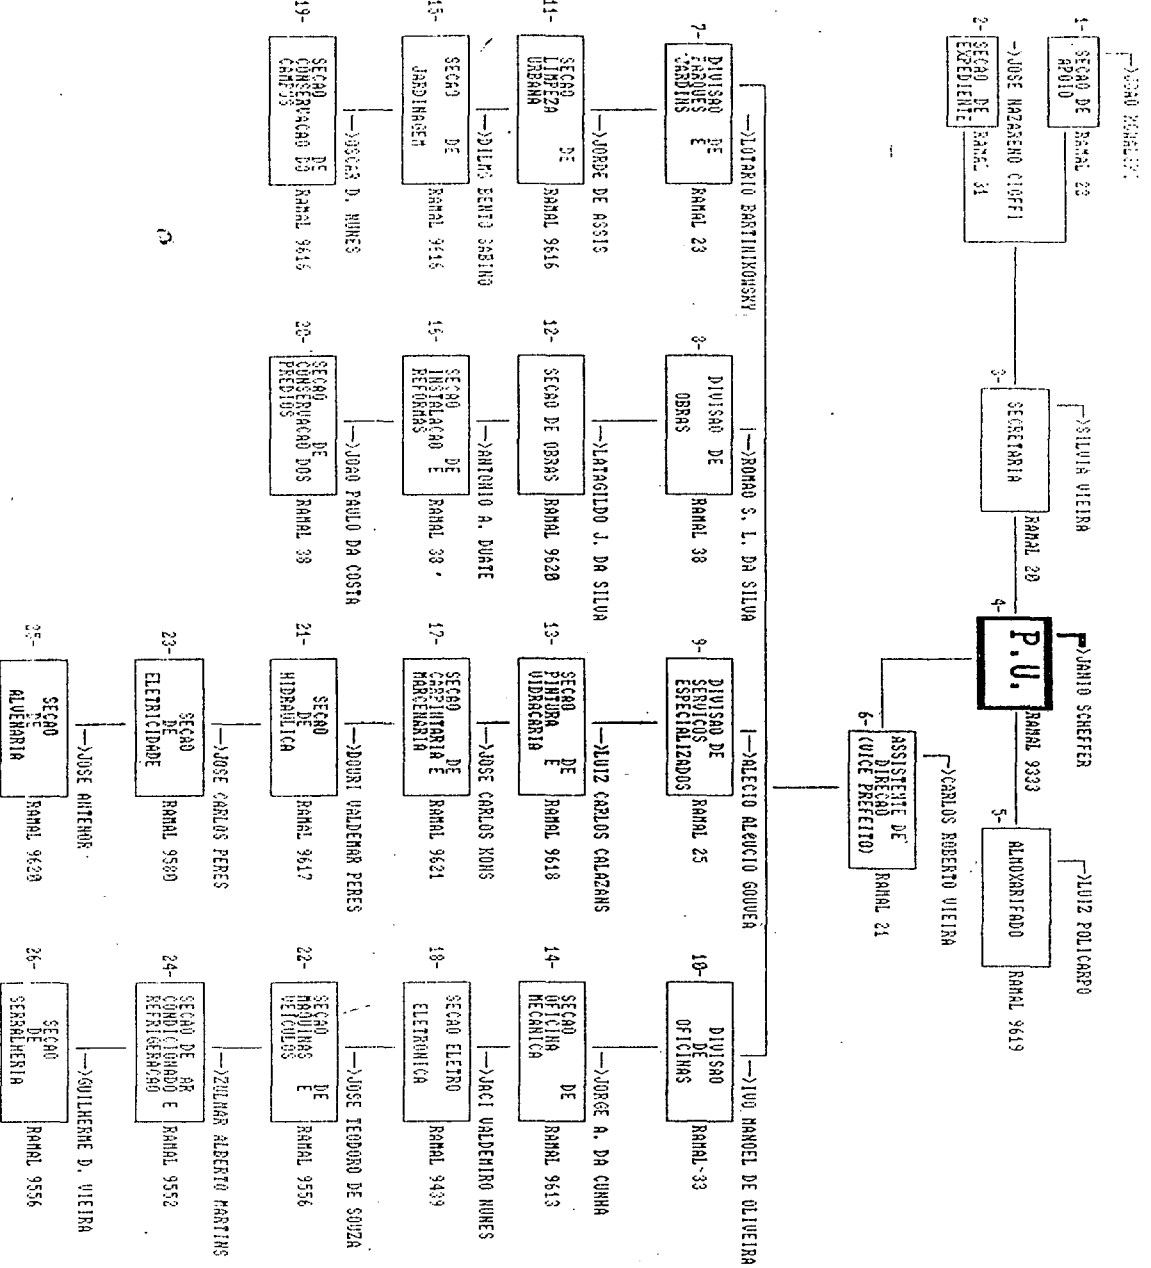 1-
SECAO DE
APOIO
RAMAL 23
->JOSE NAZARENO CIOFFI
2-
SECAO DE
EXPEDIENTE
RAMAL 31
->SILVIA VIEIRA
3-
SECRETARIA
RAMAL 20
->JANIO SCHEFFER
4-
P.U.
RAMAL 9333
->LUIZ POLICARPO
5-
ALMOXARIFADO
RAMAL 9619
->CARLOS ROBERTO VIEIRA
6-
ASSISTENTE DE
DIRECAO
(VICE PREFEITO)
RAMAL 21
->LOTARIO BARTINIKOWSKY
7-
DIVISAO DE
PARQUES E
JARDINS
RAMAL 23
->ROMAO S. L. DA SILVA
8-
DIVISAO DE
OBRAS
RAMAL 38
->ALECIO GOUVEA
9-
DIVISAO DE
SERVICOS
ESPECIALIZADOS
RAMAL 25
->IVO MANOEL DE OLIVEIRA
10-
DIVISAO
DE
OFICINAS
RAMAL-33
->JORDE DE ASSIS
11-
SECAO DE
LIMPEZA
URBANA
RAMAL 9616
->LATAGILDO J. DA SILVA
12-
SECAO DE OBRAS
RAMAL 9620
->LUIZ CARLOS CALAZANS
13-
SECAO DE
PINTURA E
VIDRACARIA
RAMAL 9618
->JORGE A. DA CUNHA
14-
SECAO DE
OFICINA
MECANICA
RAMAL 9613
->DILMO BENTO SABINO
15-
SECAO DE
JARDINAGEM
RAMAL 9616
->ANTONIO A. DUATE
16-
SECAO DE
INSTALACAO E
REFORMAS
RAMAL 38
->JOSE CARLOS KONS
17-
SECAO DE
CARPINTARIA E
MARCENARIA
RAMAL 9621
->JACI VALDEMIRO NUNES
18-
SECAO ELETRO
ELETRONICA
RAMAL 9439
->OSCAR D. NUNES
19-
SECAO DE
CONSERVACAO DO
CAMPUS
RAMAL 9616
->JOAO PAULO DA COSTA
20-
SECAO DE
CONSERVACAO DOS
PREDIOS
RAMAL 38
->DOURI VALDEMAR PERES
21-
SECAO
DE
HIDRAULICA
RAMAL 9617
->JOSE TEODORO DE SOUZA
22-
SECAO DE
MAQUINAS E
VEICULOS
RAMAL 9556
->JOSE CARLOS PERES
23-
SECAO
DE
ELETRICIDADE
RAMAL 9580
->ZULMAR ALBERTO MARTINS
24-
SECAO DE AR
CONDICIONADO E
REFRIGERACAO
RAMAL 9552
->JOSE ANTENOR
25-
SECAO
DE
ALVENARIA
RAMAL 9620
->GUILHERME D. VIEIRA
26-
SECAO
DE
SERRALHERIA
RAMAL 9556